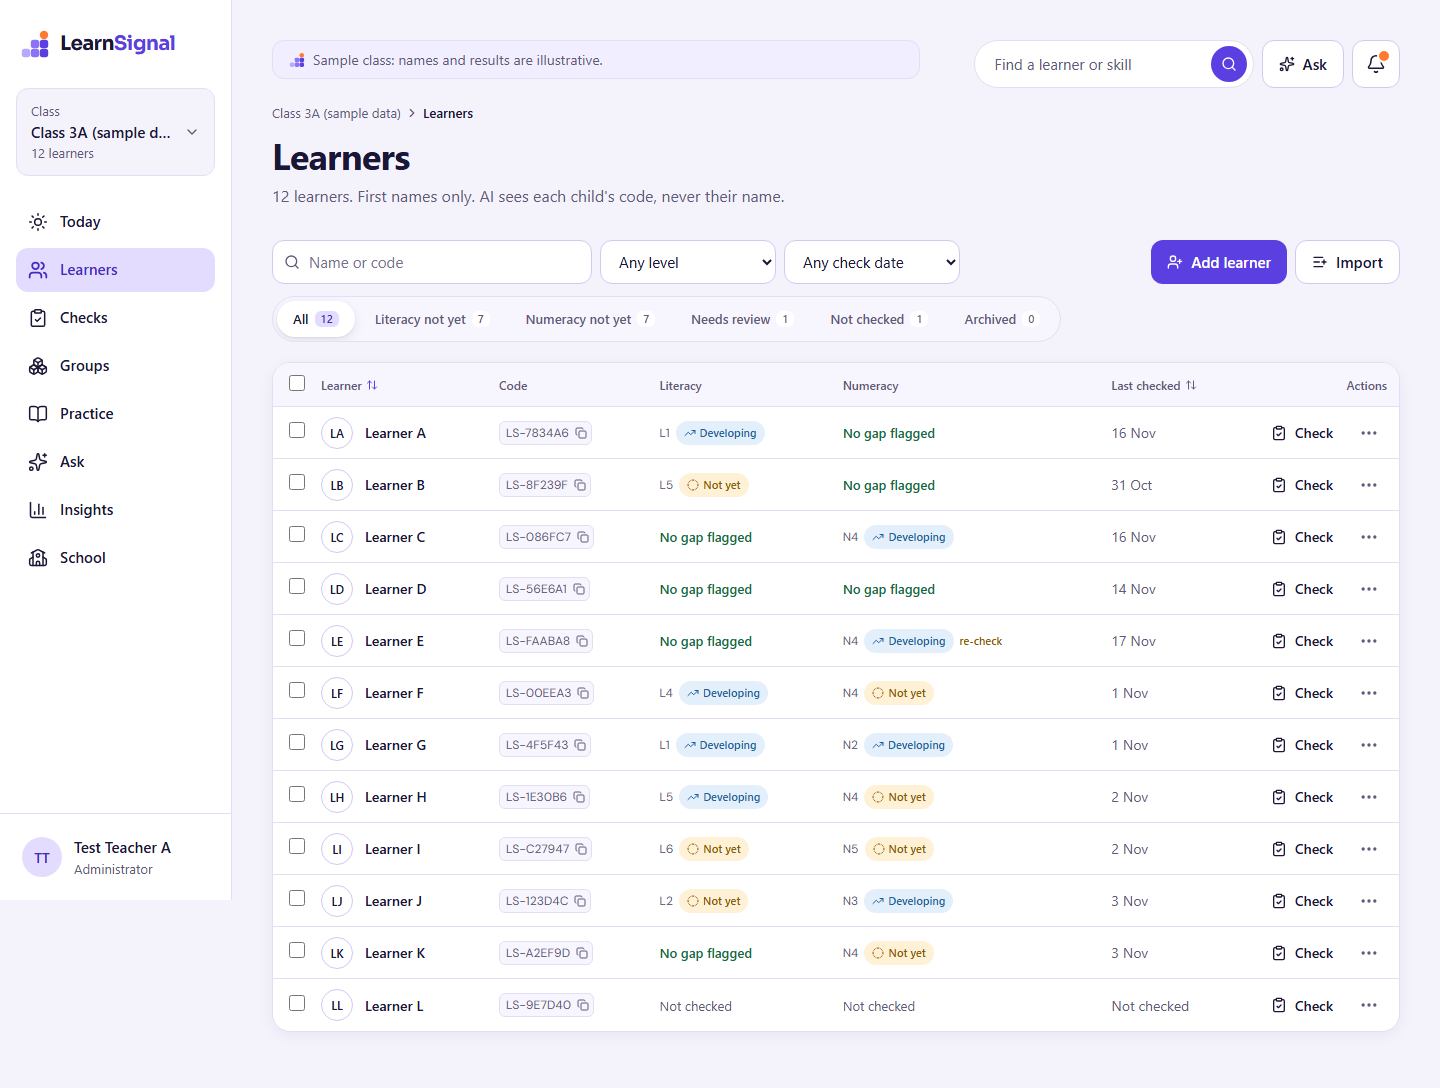 LearnSignal
Class
Class 3A (sample d...
12 learners
Today
Learners
Checks
Groups
Practice
Ask
Insights
School
TT
Test Teacher A
Administrator
Sample class: names and results are illustrative.
Find a learner or skill
Ask
Class 3A (sample data) > Learners
Learners
12 learners. First names only. AI sees each child's code, never their name.
Name or code
Any level
Any check date
Add learner
Import
All 12 Literacy not yet 7 Numeracy not yet 7 Needs review 1 Not checked 1 Archived 0
Learner Code Literacy Numeracy Last checked Actions
LA Learner A LS-7834A6 L1 Developing No gap flagged 16 Nov Check
LB Learner B LS-8F239F L5 Not yet No gap flagged 31 Oct Check
LC Learner C LS-086FC7 No gap flagged N4 Developing 16 Nov Check
LD Learner D LS-56E6A1 No gap flagged No gap flagged 14 Nov Check
LE Learner E LS-FAABA8 No gap flagged N4 Developing re-check 17 Nov Check
LF Learner F LS-00EEA3 L4 Developing N4 Not yet 1 Nov Check
LG Learner G LS-4F5F43 L1 Developing N2 Developing 1 Nov Check
LH Learner H LS-1E30B6 L5 Developing N4 Not yet 2 Nov Check
LI Learner I LS-C27947 L6 Not yet N5 Not yet 2 Nov Check
LJ Learner J LS-123D4C L2 Not yet N3 Developing 3 Nov Check
LK Learner K LS-A2EF9D No gap flagged N4 Not yet 3 Nov Check
LL Learner L LS-9E7D40 Not checked Not checked Not checked Check